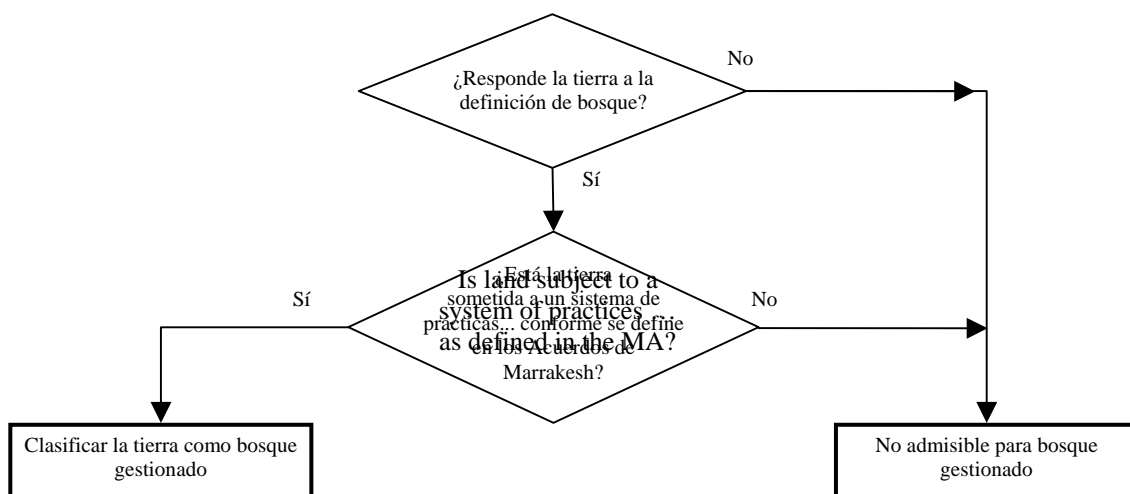 No
¿Responde la tierra a la
definición de bosque?
Sí
Sí
No
¿Está la tierra
sometida a un sistema de
prácticas... conforme se define
en los Acuerdos de
Marrakesh?
Is land subject to a
system of practices ...
as defined in the MA?
Clasificar la tierra como bosque
gestionado
No admisible para bosque
gestionado